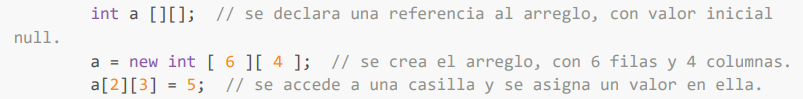 int a [][];  // se declara una referencia al arreglo, con valor inicial
null.
a = new int [ 6 ][ 4 ];  // se crea el arreglo, con 6 filas y 4 columnas.
a[2][3] = 5;  // se accede a una casilla y se asigna un valor en ella.